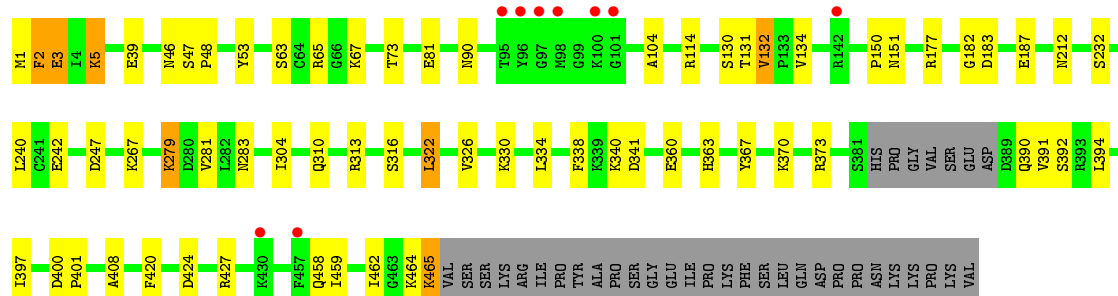 M1 F2 E3 I4 K5 E39 N46 S47 P48 Y53 S63 C64 R65 G66 K67 T73 E81 N90 T95 Y96 G97 M98 G99 K100 G101 A104 R114 S130 T131 V132 P133 V134 R142 P150 N151 R177 G182 D183 E187 N212 S232
L240 C241 E242 D247 K267 K279 D280 V281 L282 N283 I304 Q310 R313 S316 L322 V326 K330 L334 F338 K339 K340 D341 E360 H363 Y367 K370 R373 S381 HIS PRO GLY VAL SER GLU ASP D389 Q390 V391 S392 R393 L394
I397 D400 P401 A408 F420 D424 R427 K430 F457 Q458 I459 I462 G463 K464 K465 VAL SER SER LYS ARG ILE PRO TYR ALA PRO SER GLY GLU ILE PRO LYS PHE SER LEU GLN ASP PRO PRO ASN LYS LYS PRO LYS VAL